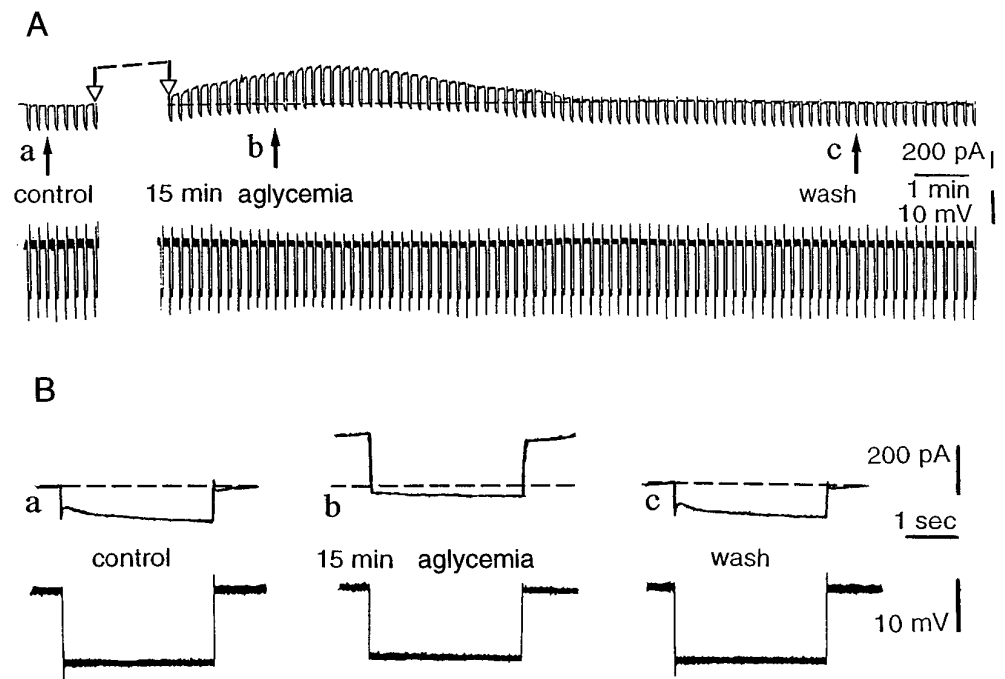 A
a
b
c
200 pA
control
15 min aglycemia
wash
1 min
10 mV
B
a
b
c
200 pA
1 sec
control
15 min aglycemia
wash
10 mV